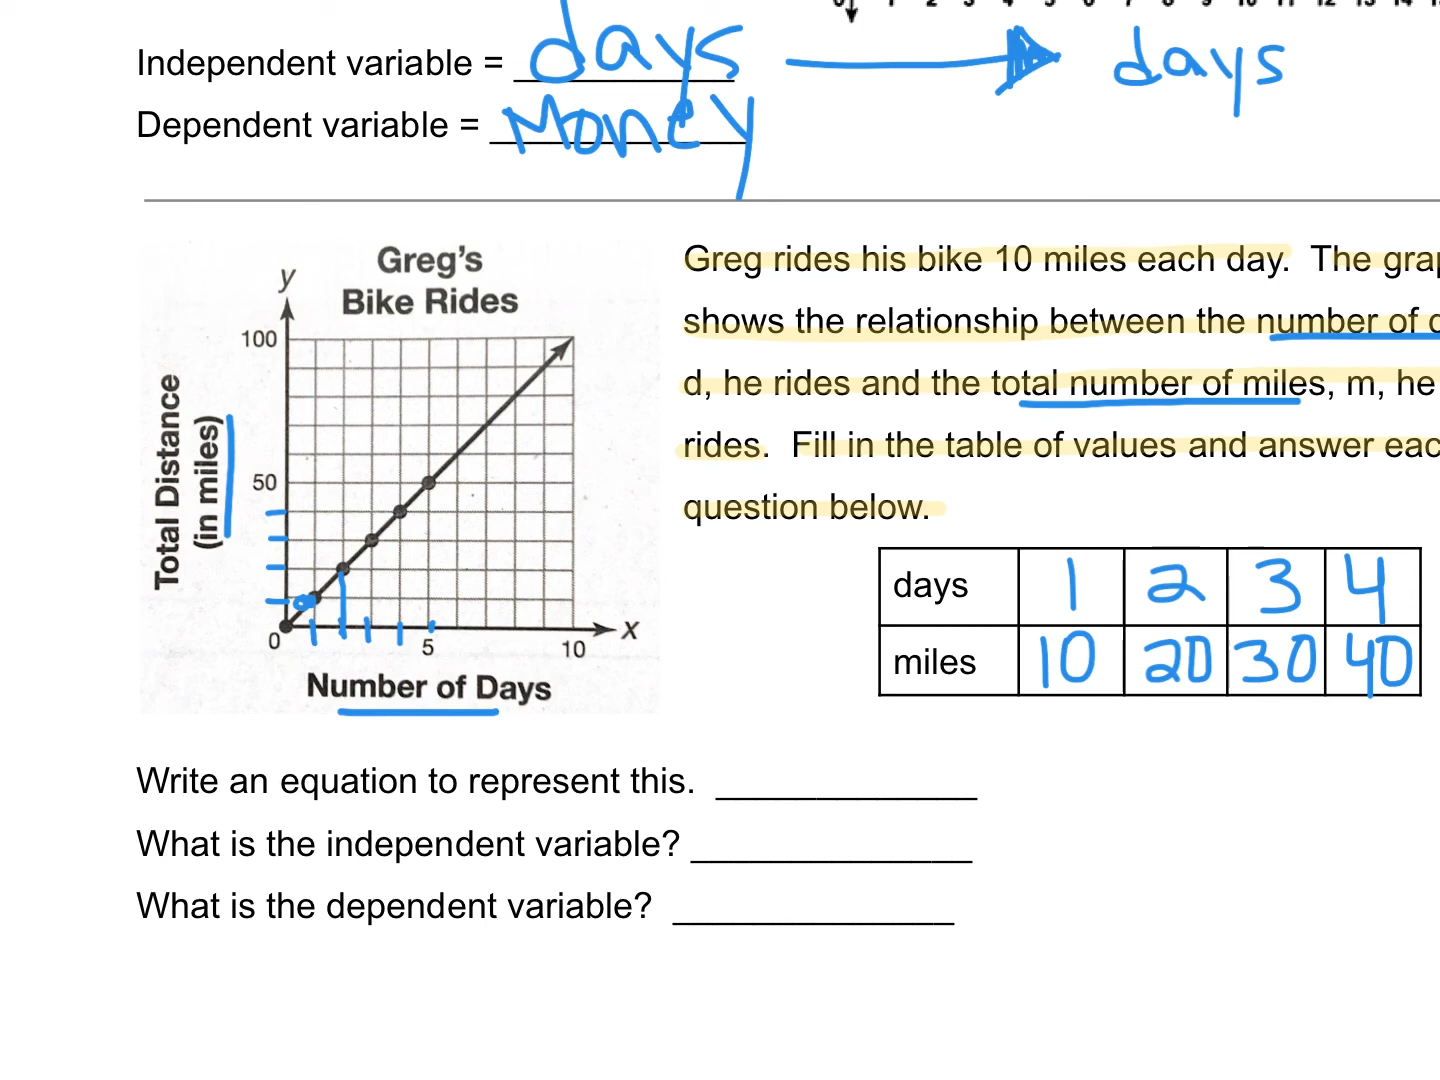 Independent variable = days days
Dependent variable = Money
Greg's
Bike Rides
y
100
50
0
5
10
x
Total Distance
(in miles)
Number of Days
Greg rides his bike 10 miles each day. The
shows the relationship between the number of
d, he rides and the total number of miles, m, he
rides. Fill in the table of values and answer
question below.
days 1 2 3 4
miles 10 20 30 40
Write an equation to represent this.
What is the independent variable?
What is the dependent variable?